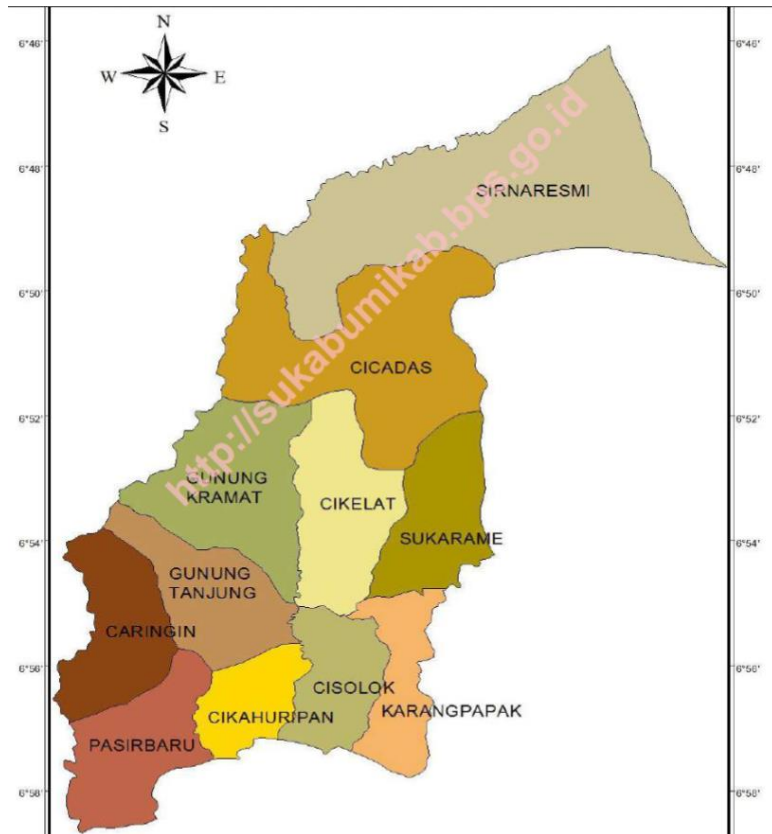 N
W E
S
6°46'
6°46'
6°48'
6°48'
6°50'
6°50'
6°52'
6°52'
6°54'
6°54'
6°56'
6°56'
6°58'
6°58'
SIRNARESMI
CICADAS
GUNUNG
KRAMAT
CIKELAT
SUKARAME
GUNUNG
TANJUNG
CARINGIN
CISOLOK
KARANGPAPAK
CIKAHURIPAN
PASIRBARU
http://sukabumikab.bps.go.id